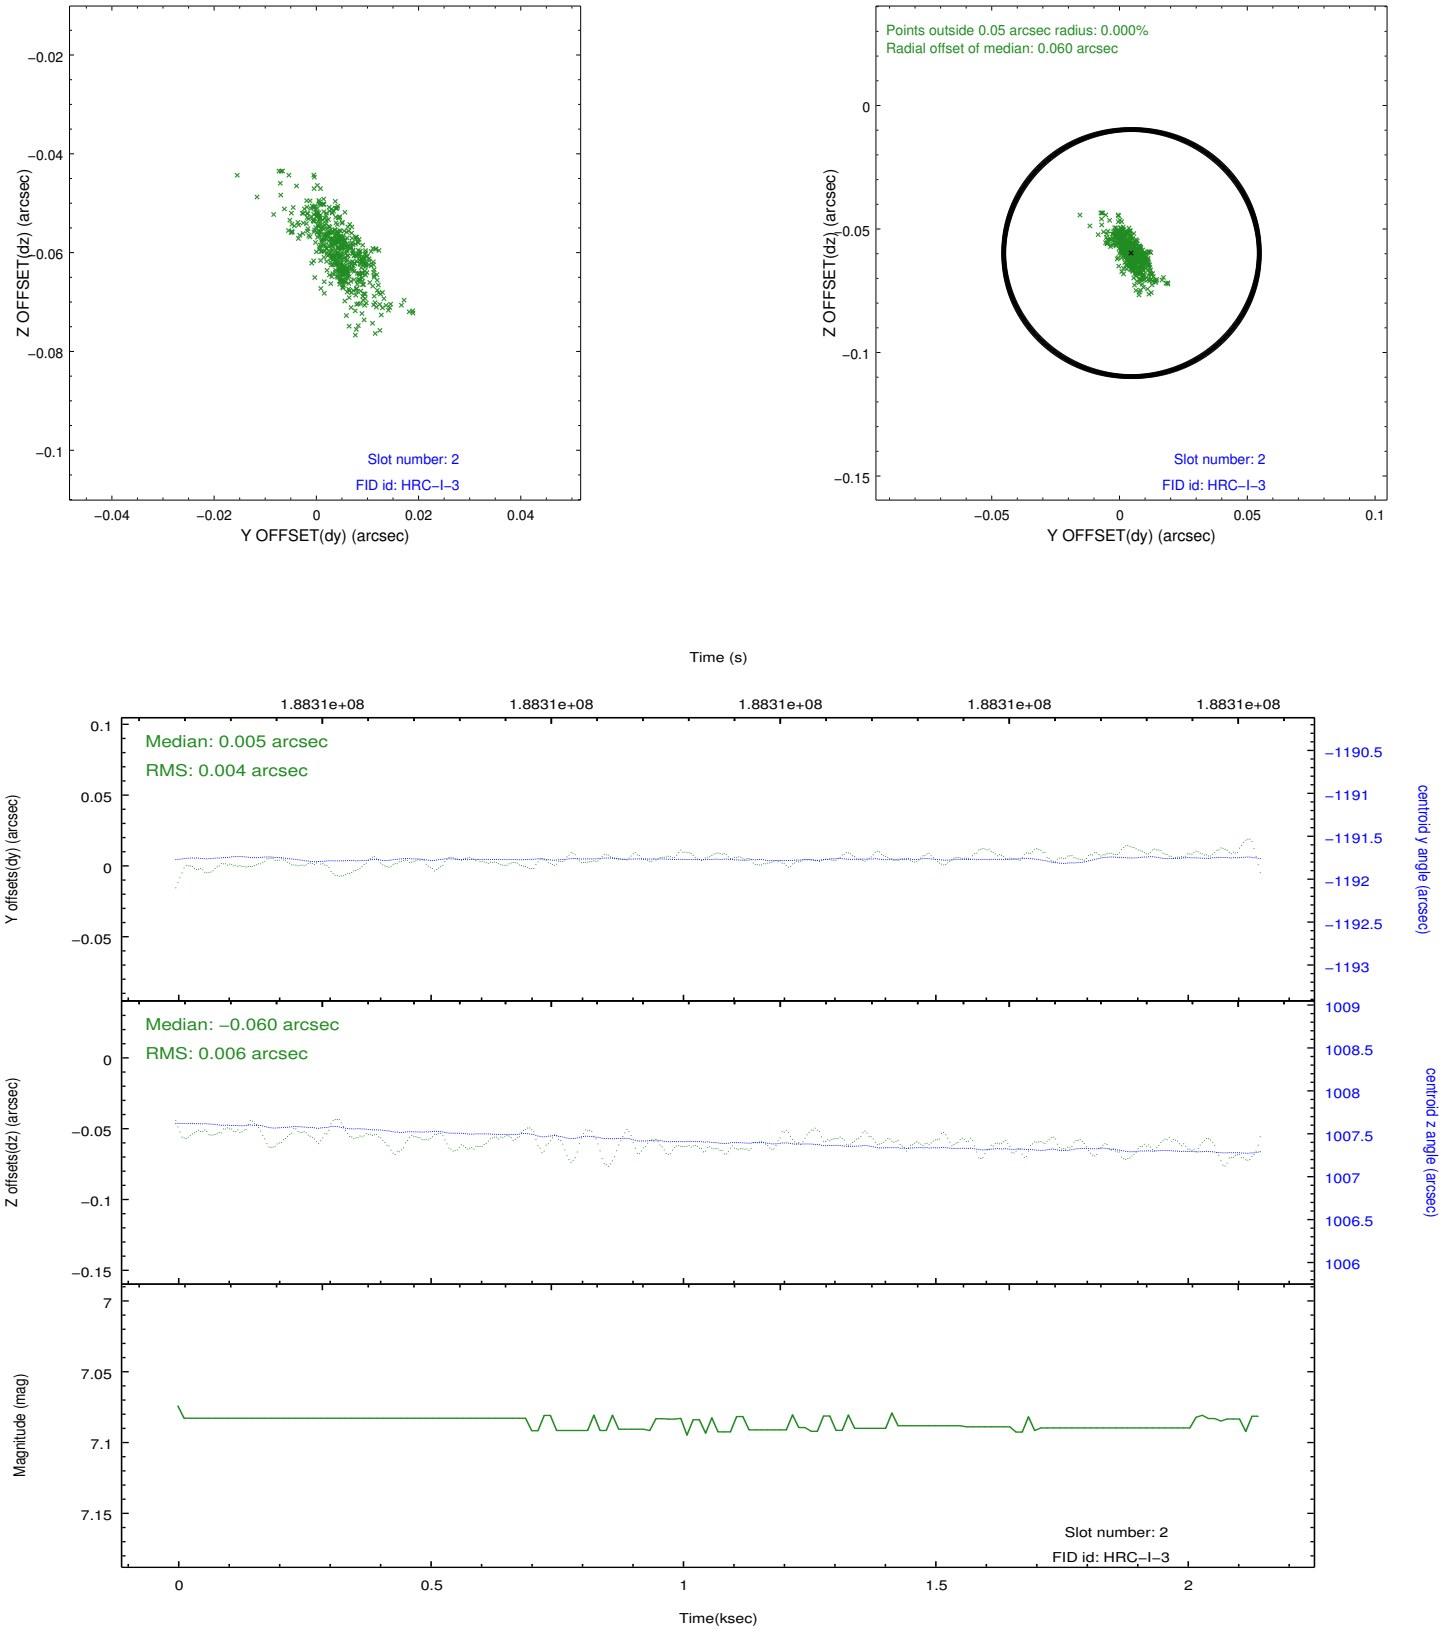 −0.02
−0.04
−0.06
−0.08
−0.1
Z OFFSET(dz) (arcsec)
Slot number: 2
FID id: HRC−I−3
−0.04
−0.02
0
0.02
0.04
Y OFFSET(dy) (arcsec)
Points outside 0.05 arcsec radius: 0.000%
Radial offset of median: 0.060 arcsec
0
−0.05
−0.1
−0.15
Z OFFSET(dz) (arcsec)
Slot number: 2
FID id: HRC−I−3
−0.05
0
0.05
0.1
Y OFFSET(dy) (arcsec)
Time (s)
1.8831e+08
1.8831e+08
1.8831e+08
1.8831e+08
1.8831e+08
Median: 0.005 arcsec
RMS: 0.004 arcsec
0.1
0.05
0
−0.05
Y offsets(dy) (arcsec)
−1190.5
−1191
−1191.5
−1192
−1192.5
−1193
centroid y angle (arcsec)
Median: −0.060 arcsec
RMS: 0.006 arcsec
0
−0.05
−0.1
−0.15
Z offsets(dz) (arcsec)
1009
1008.5
1008
1007.5
1007
1006.5
1006
centroid z angle (arcsec)
7
7.05
7.1
7.15
Magnitude (mag)
Slot number: 2
FID id: HRC−I−3
0
0.5
1
1.5
2
Time(ksec)